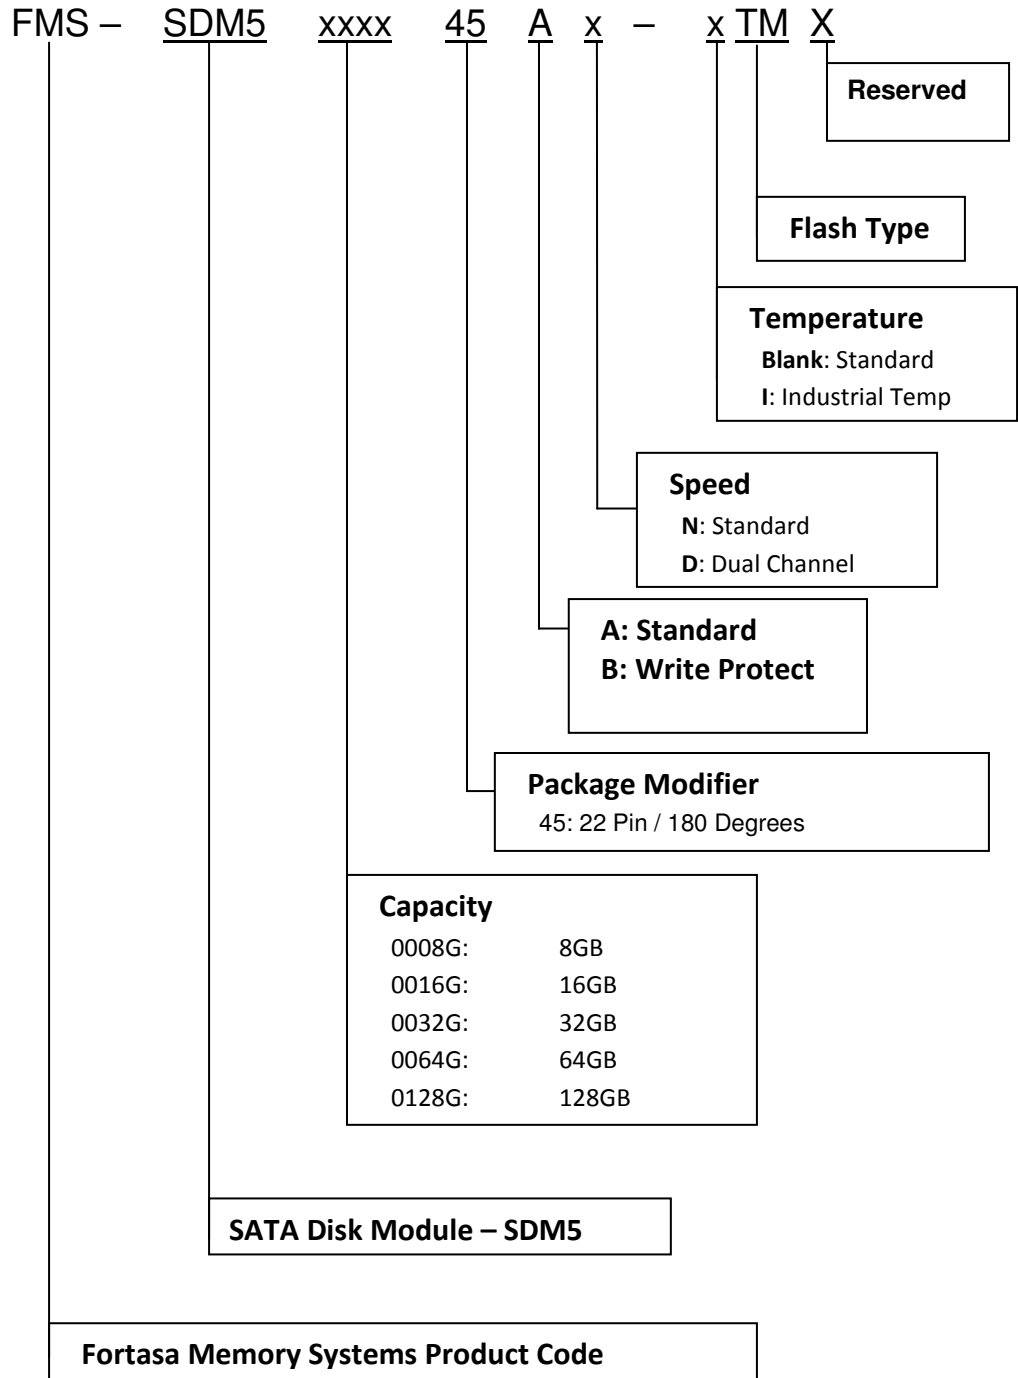 FMS – SDM5 xxxx 45 A x – x TM X
Reserved
Flash Type
Temperature
Blank: Standard
I: Industrial Temp
Speed
N: Standard
D: Dual Channel
A: Standard
B: Write Protect
Package Modifier
45: 22 Pin / 180 Degrees
Capacity
0008G: 8GB
0016G: 16GB
0032G: 32GB
0064G: 64GB
0128G: 128GB
SATA Disk Module – SDM5
Fortasa Memory Systems Product Code